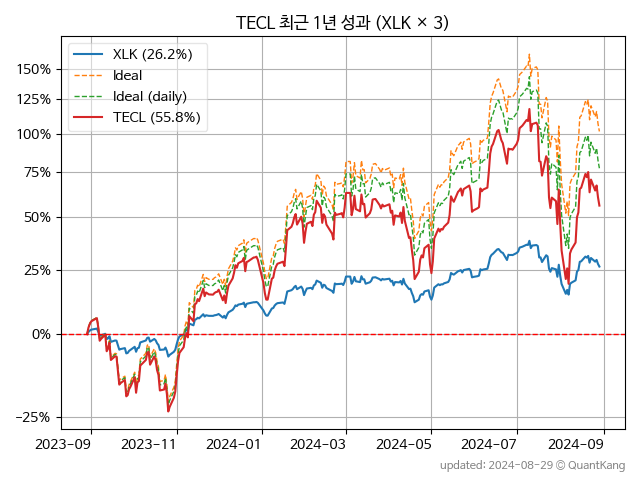 TECL 최근 1년 성과 (XLK × 3)
XLK (26.2%)
Ideal
Ideal (daily)
TECL (55.8%)
150%
125%
100%
75%
50%
25%
0%
−25%
2023-09 2023-11 2024-01 2024-03 2024-05 2024-07 2024-09
updated: 2024-08-29 © QuantKang